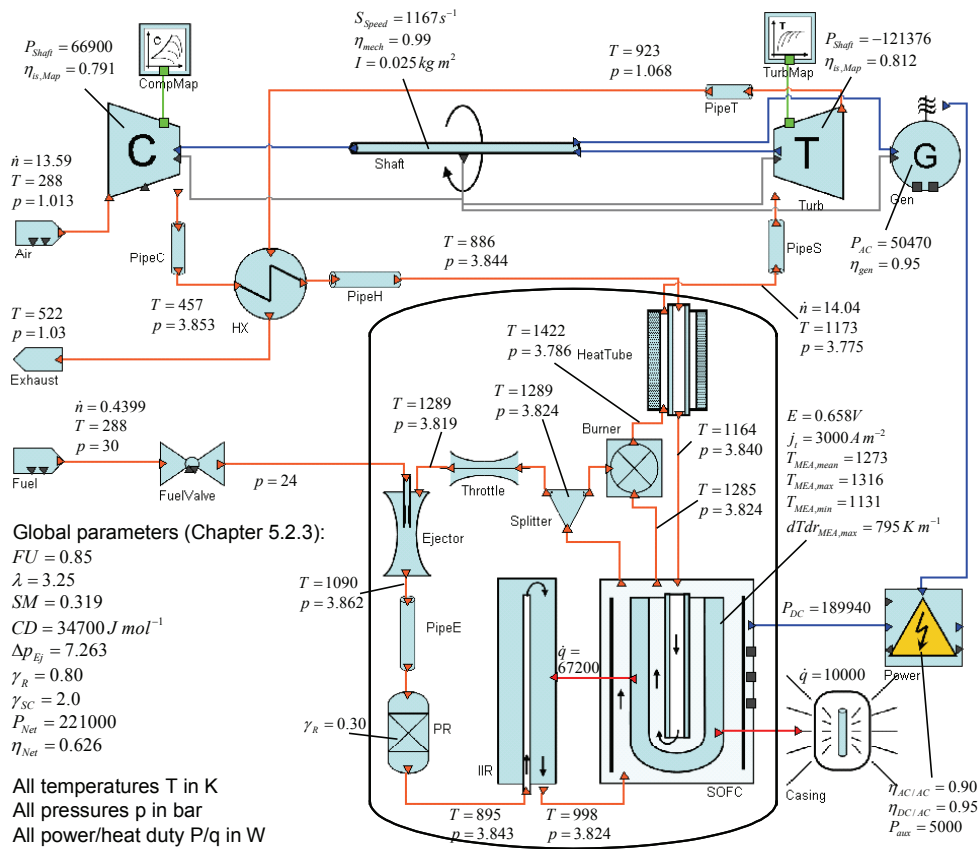 S_Speed = 1167 s⁻¹
η_mech = 0.99
I = 0.025 kg m²
P_Shaft = 66900
η_is,Map = 0.791
C
CompMap
T = 923
p = 1.068
PipeT
T
TurbMap
P_Shaft = −121376
η_is,Map = 0.812
C
Shaft
T
Turb
G
Gen
ṅ = 13.59
T = 288
p = 1.013
Air
PipeC
T = 457
p = 3.853
HX
PipeH
T = 886
p = 3.844
PipeS
P_AC = 50470
η_gen = 0.95
T = 522
p = 1.03
Exhaust
ṅ = 14.04
T = 1173
p = 3.775
T = 1422
p = 3.786
HeatTube
ṅ = 0.4399
T = 288
p = 30
Fuel
FuelValve
p = 24
T = 1289
p = 3.819
Throttle
T = 1289
p = 3.824
Splitter
Burner
T = 1164
p = 3.840
T = 1285
p = 3.824
E = 0.658V
j_t = 3000 A m⁻²
T_MEA,mean = 1273
T_MEA,max = 1316
T_MEA,min = 1131
dTdr_MEA,max = 795 K m⁻¹
Ejector
T = 1090
p = 3.862
PipeE
γ_R = 0.30
PR
IIR
T = 895
p = 3.843
T = 998
p = 3.824
q̇ =
67200
SOFC
P_DC = 189940
Power
q̇ = 10000
Casing
η_AC/AC = 0.90
η_DC/AC = 0.95
P_aux = 5000
Global parameters (Chapter 5.2.3):
FU = 0.85
λ = 3.25
SM = 0.319
CD = 34700 J mol⁻¹
Δp_Ej = 7.263
γ_R = 0.80
γ_SC = 2.0
P_Net = 221000
η_Net = 0.626
All temperatures T in K
All pressures p in bar
All power/heat duty P/q in W